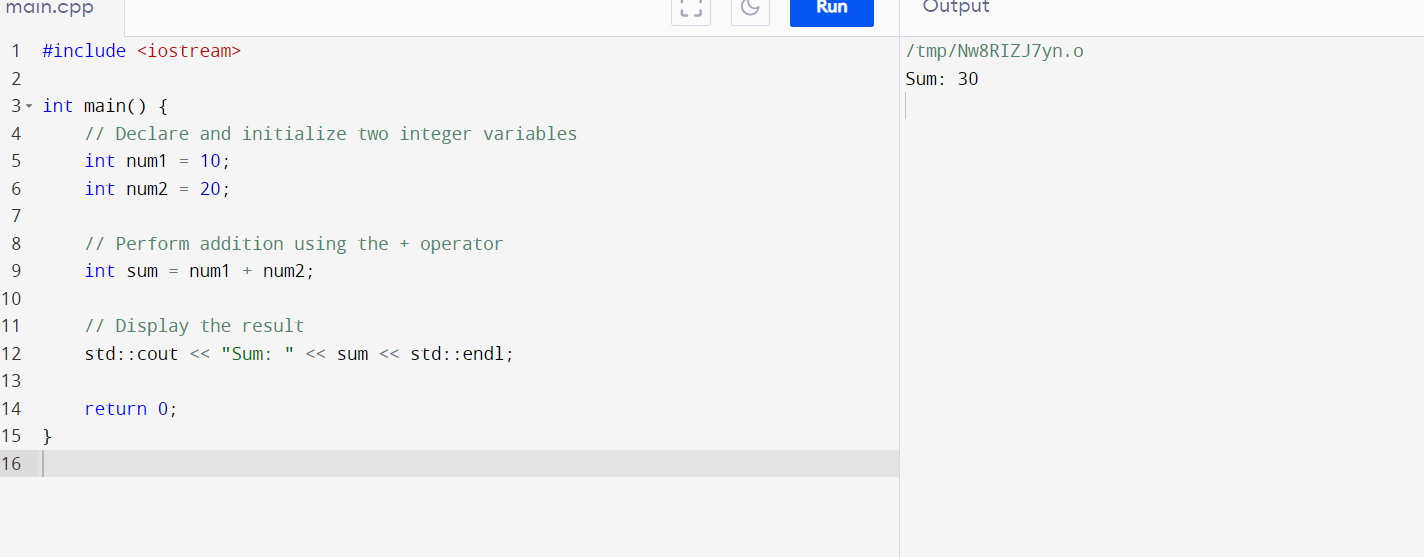 main.cpp
Run
Output
1 #include <iostream>
2
3 int main() {
4     // Declare and initialize two integer variables
5     int num1 = 10;
6     int num2 = 20;
7
8     // Perform addition using the + operator
9     int sum = num1 + num2;
10
11     // Display the result
12     std::cout << "Sum: " << sum << std::endl;
13
14     return 0;
15 }
16
/tmp/Nw8RIZJ7yn.o
Sum: 30